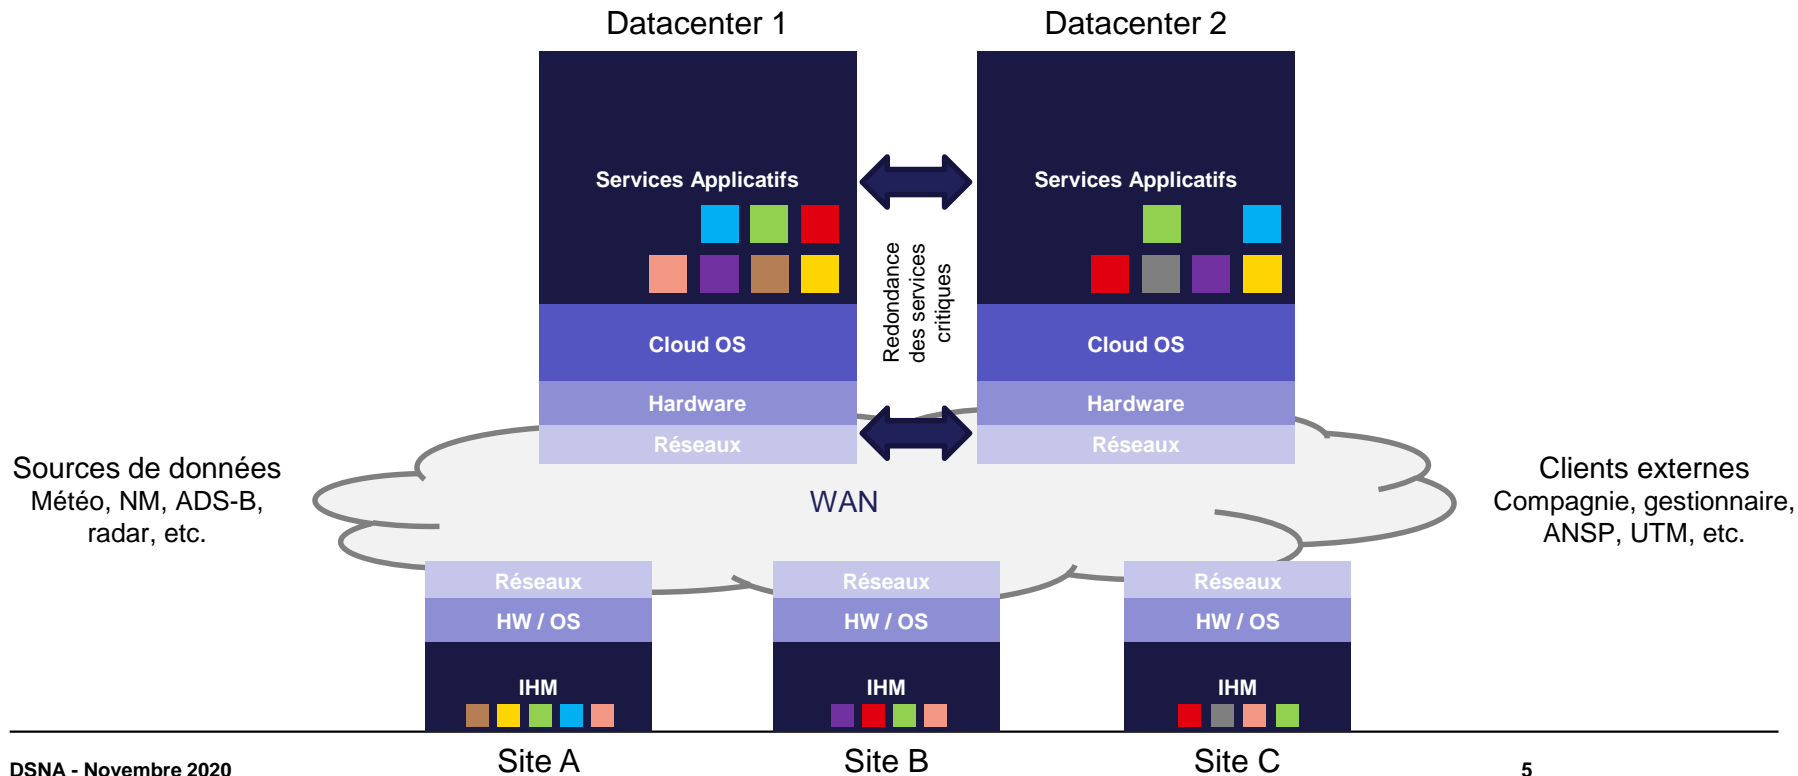 Datacenter 1
Datacenter 2
Services Applicatifs
Services Applicatifs
Redondance
des services
critiques
Cloud OS
Cloud OS
Hardware
Hardware
Réseaux
Réseaux
Sources de données
Météo, NM, ADS-B,
radar, etc.
WAN
Clients externes
Compagnie, gestionnaire,
ANSP, UTM, etc.
Réseaux
Réseaux
Réseaux
HW / OS
HW / OS
HW / OS
IHM
IHM
IHM
Site A
Site B
Site C
DSNA - Novembre 2020
5